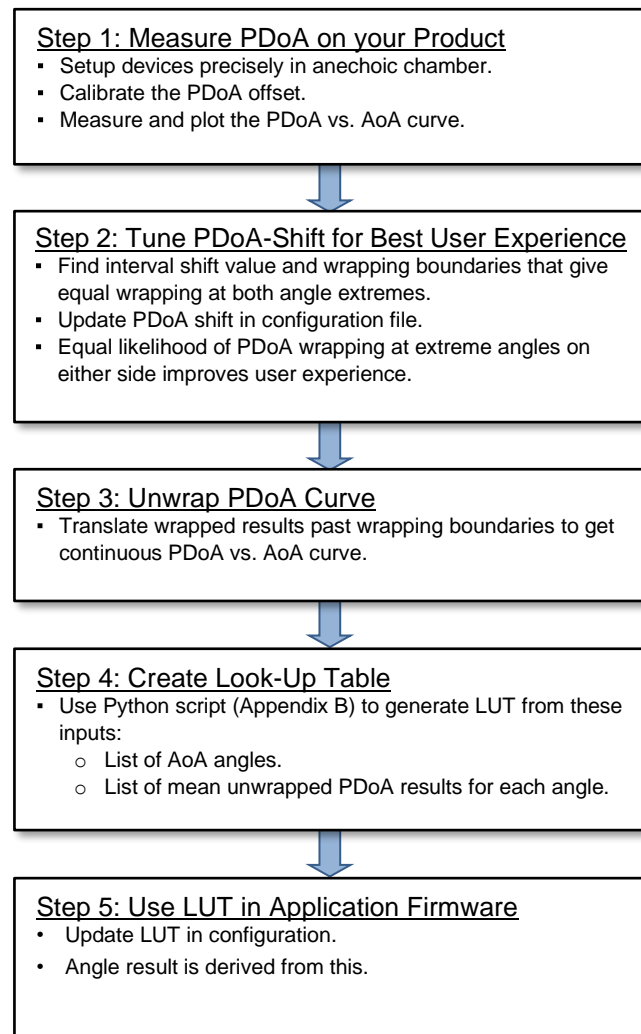 Step 1: Measure PDoA on your Product
▪ Setup devices precisely in anechoic chamber.
▪ Calibrate the PDoA offset.
▪ Measure and plot the PDoA vs. AoA curve.
Step 2: Tune PDoA-Shift for Best User Experience
▪ Find interval shift value and wrapping boundaries that give
equal wrapping at both angle extremes.
▪ Update PDoA shift in configuration file.
▪ Equal likelihood of PDoA wrapping at extreme angles on
either side improves user experience.
Step 3: Unwrap PDoA Curve
▪ Translate wrapped results past wrapping boundaries to get
continuous PDoA vs. AoA curve.
Step 4: Create Look-Up Table
▪ Use Python script (Appendix B) to generate LUT from these
inputs:
o List of AoA angles.
o List of mean unwrapped PDoA results for each angle.
Step 5: Use LUT in Application Firmware
• Update LUT in configuration.
• Angle result is derived from this.